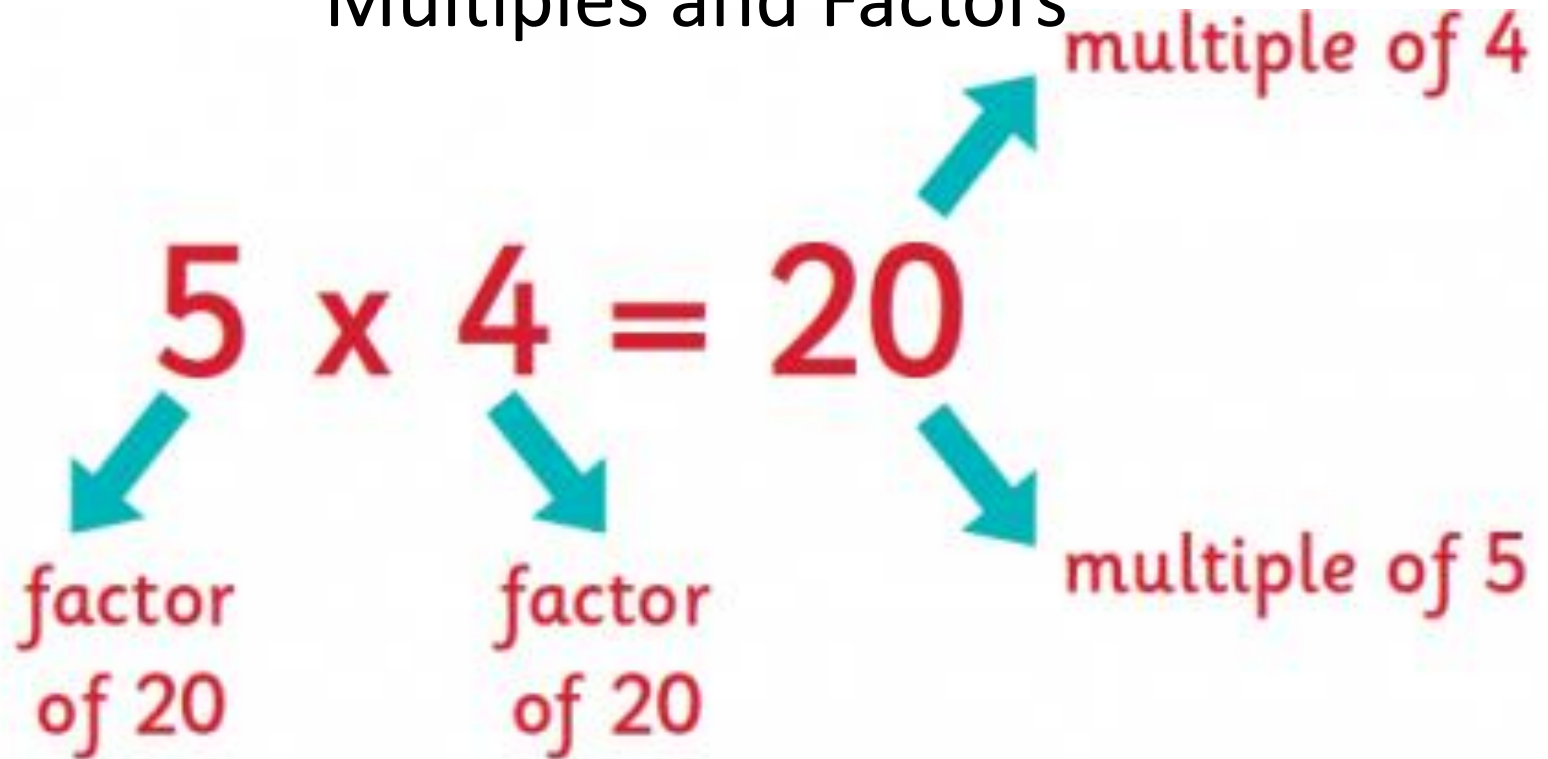 Multiples and Factors
multiple of 4
5 x 4 = 20
multiple of 5
factor
of 20
factor
of 20